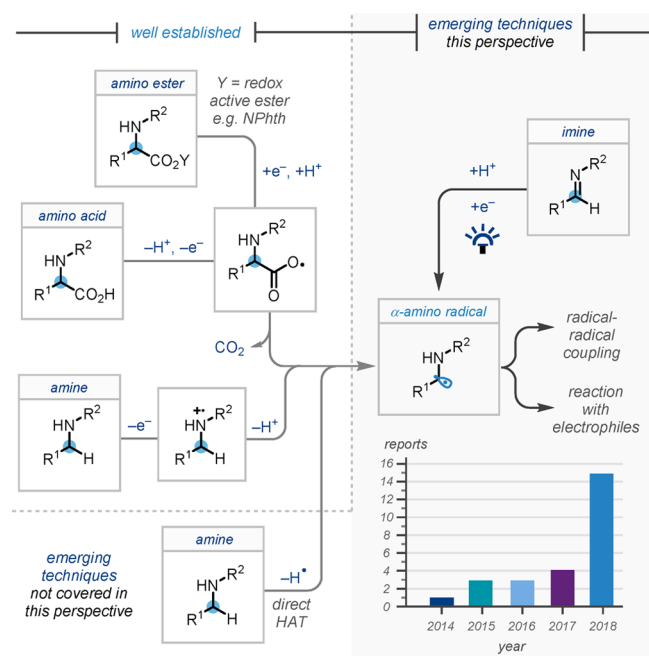 well established
emerging techniques
this perspective
amino ester
HN
R²
R¹
CO₂Y
Y = redox
active ester
e.g. NPhth
+e⁻, +H⁺
amino acid
HN
R²
R¹
CO₂H
–H⁺, –e⁻
HN
R²
R¹
O•
O
CO₂
amine
HN
R²
R¹
H
–e⁻
+•
HN
R²
R¹
H
–H⁺
emerging
techniques
not covered in
this perspective
amine
HN
R²
R¹
H
–H•
direct
HAT
imine
N
R²
R¹
H
+H⁺
+e⁻
α-amino radical
HN
R²
R¹
radical-
radical
coupling
reaction
with
electrophiles
reports
16
14
12
10
8
6
4
2
0
2014 2015 2016 2017 2018
year